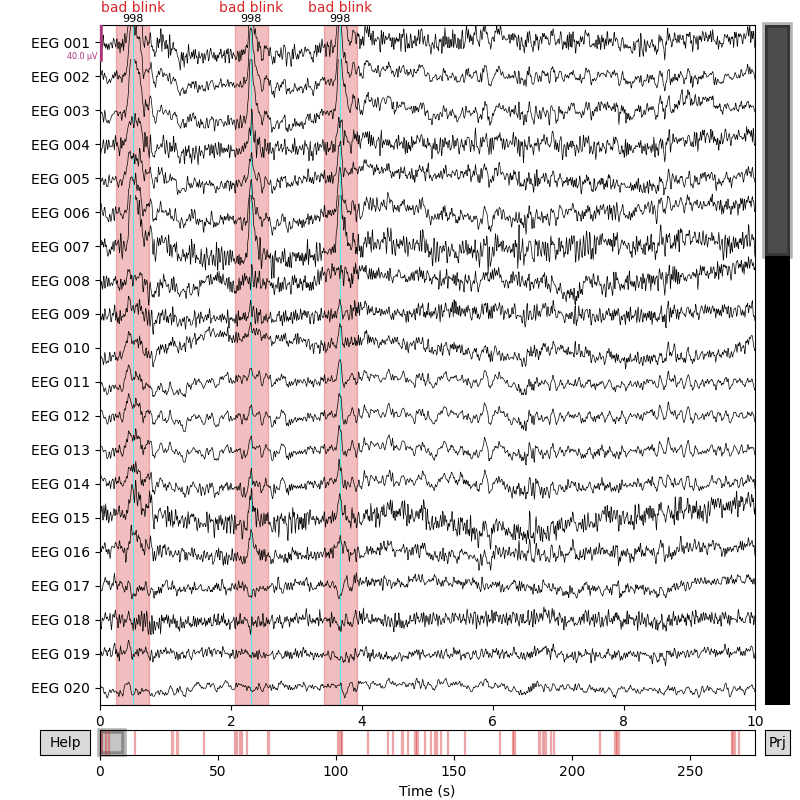 bad blink bad blink bad blink
998 998 998
EEG 001
40.0 µV
EEG 002
EEG 003
EEG 004
EEG 005
EEG 006
EEG 007
EEG 008
EEG 009
EEG 010
EEG 011
EEG 012
EEG 013
EEG 014
EEG 015
EEG 016
EEG 017
EEG 018
EEG 019
EEG 020
0 2 4 6 8 10
Help Prj
0 50 100 150 200 250
Time (s)